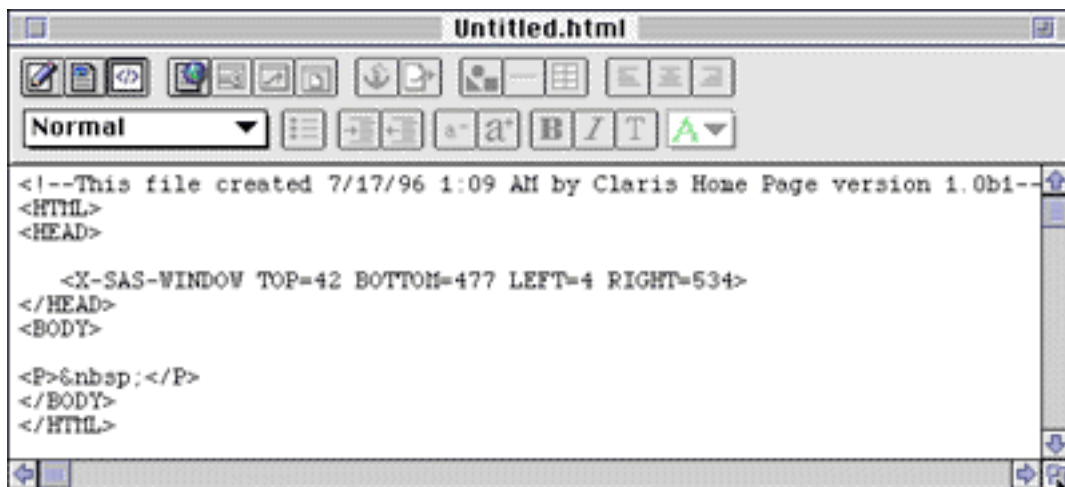 Untitled.html
Normal
a- a+ B I T A
<!--This file created 7/17/96 1:09 AM by Claris Home Page version 1.0b1--
<HTML>
<HEAD>
<X-SAS-WINDOW TOP=42 BOTTOM=477 LEFT=4 RIGHT=534>
</HEAD>
<BODY>
<P>&nbsp;</P>
</BODY>
</HTML>